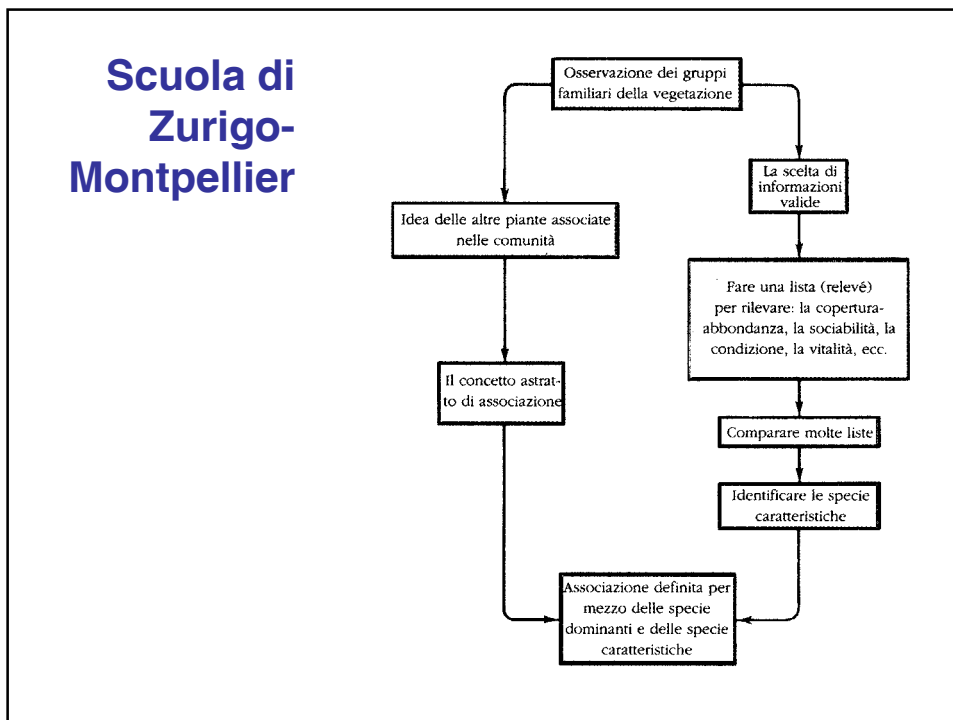 Scuola di
Zurigo-
Montpellier
Osservazione dei gruppi
familiari della vegetazione
La scelta di
informazioni
valide
Idea delle altre piante associate
nelle comunità
Fare una lista (relevé)
per rilevare: la copertura-
abbondanza, la sociabilità, la
condizione, la vitalità, ecc.
Il concetto astrat-
to di associazione
Comparare molte liste
Identificare le specie
caratteristiche
Associazione definita per
mezzo delle specie
dominanti e delle specie
caratteristiche